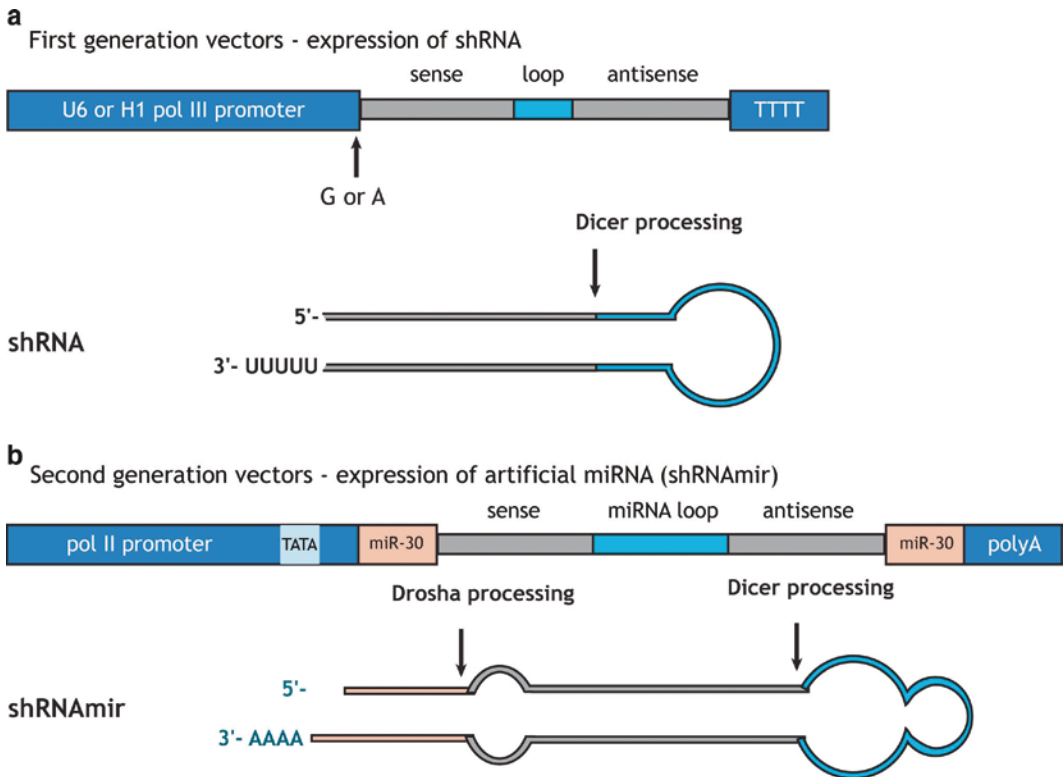 a
First generation vectors - expression of shRNA
sense loop antisense
U6 or H1 pol III promoter TTTT
G or A
Dicer processing
5'-
shRNA
3'- UUUUU
b
Second generation vectors - expression of artificial miRNA (shRNAmir)
sense miRNA loop antisense
pol II promoter TATA miR-30 miR-30 polyA
Drosha processing Dicer processing
5'-
shRNAmir
3'- AAAA